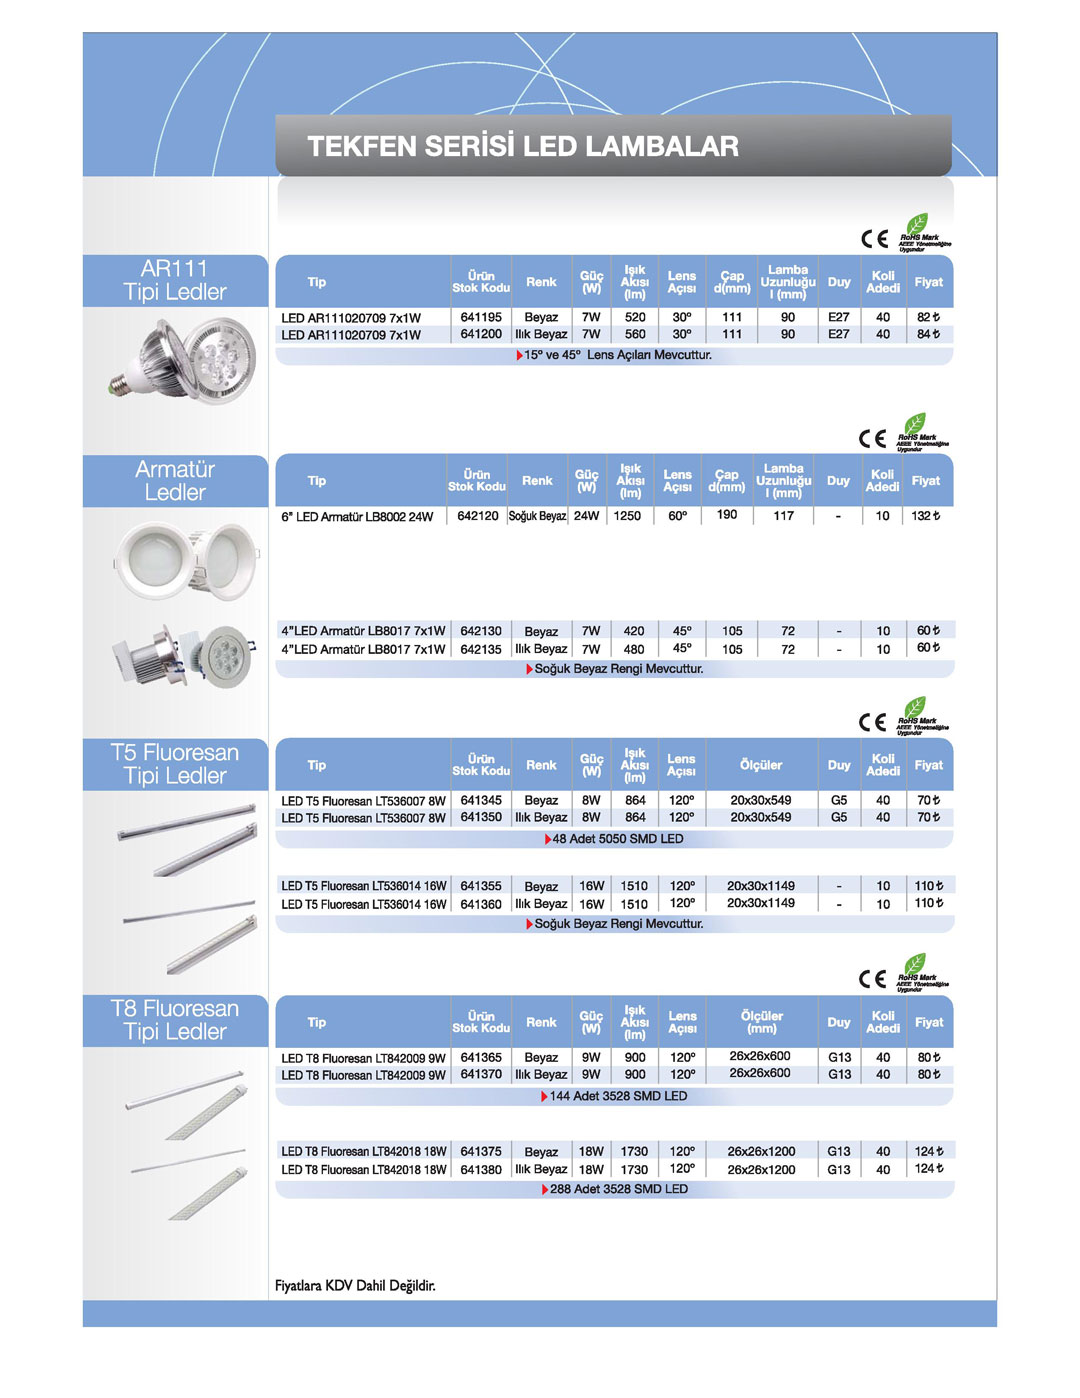 TEKFEN SERİSİ LED LAMBALAR
CE RoHS Mark
AEEE Yönetmeliğine
Uygundur
AR111
Tipi Ledler
Tip Ürün Stok Kodu Renk Güç (W) Işık Akısı (lm) Lens Açısı Çap d(mm) Lamba Uzunluğu l (mm) Duy Koli Adedi Fiyat
LED AR111020709 7x1W 641195 Beyaz 7W 520 30º 111 90 E27 40 82 ₺
LED AR111020709 7x1W 641200 Ilık Beyaz 7W 560 30º 111 90 E27 40 84 ₺
15º ve 45º Lens Açıları Mevcuttur.
CE RoHS Mark
AEEE Yönetmeliğine
Uygundur
Armatür
Ledler
Tip Ürün Stok Kodu Renk Güç (W) Işık Akısı (lm) Lens Açısı Çap d(mm) Lamba Uzunluğu l (mm) Duy Koli Adedi Fiyat
6” LED Armatür LB8002 24W 642120 Soğuk Beyaz 24W 1250 60º 190 117 - 10 132 ₺
4”LED Armatür LB8017 7x1W 642130 Beyaz 7W 420 45º 105 72 - 10 60 ₺
4”LED Armatür LB8017 7x1W 642135 Ilık Beyaz 7W 480 45º 105 72 - 10 60 ₺
Soğuk Beyaz Rengi Mevcuttur.
CE RoHS Mark
AEEE Yönetmeliğine
Uygundur
T5 Fluoresan
Tipi Ledler
Tip Ürün Stok Kodu Renk Güç (W) Işık Akısı (lm) Lens Açısı Ölçüler Duy Koli Adedi Fiyat
LED T5 Fluoresan LT536007 8W 641345 Beyaz 8W 864 120º 20x30x549 G5 40 70 ₺
LED T5 Fluoresan LT536007 8W 641350 Ilık Beyaz 8W 864 120º 20x30x549 G5 40 70 ₺
48 Adet 5050 SMD LED
LED T5 Fluoresan LT536014 16W 641355 Beyaz 16W 1510 120º 20x30x1149 - 10 110 ₺
LED T5 Fluoresan LT536014 16W 641360 Ilık Beyaz 16W 1510 120º 20x30x1149 - 10 110 ₺
Soğuk Beyaz Rengi Mevcuttur.
CE RoHS Mark
AEEE Yönetmeliğine
Uygundur
T8 Fluoresan
Tipi Ledler
Tip Ürün Stok Kodu Renk Güç (W) Işık Akısı (lm) Lens Açısı Ölçüler (mm) Duy Koli Adedi Fiyat
LED T8 Fluoresan LT842009 9W 641365 Beyaz 9W 900 120º 26x26x600 G13 40 80 ₺
LED T8 Fluoresan LT842009 9W 641370 Ilık Beyaz 9W 900 120º 26x26x600 G13 40 80 ₺
144 Adet 3528 SMD LED
LED T8 Fluoresan LT842018 18W 641375 Beyaz 18W 1730 120º 26x26x1200 G13 40 124 ₺
LED T8 Fluoresan LT842018 18W 641380 Ilık Beyaz 18W 1730 120º 26x26x1200 G13 40 124 ₺
288 Adet 3528 SMD LED
Fiyatlara KDV Dahil Değildir.